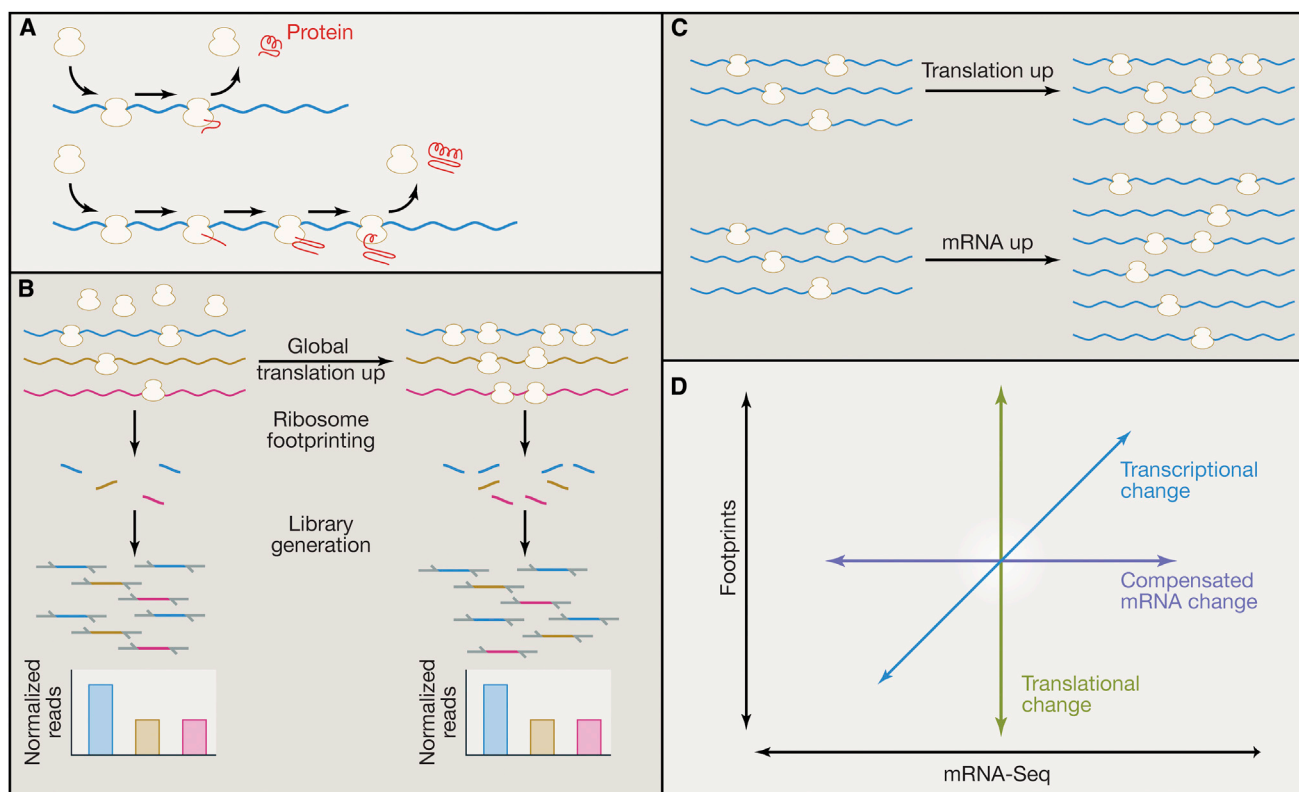 A
Protein
B
Global
translation up
Ribosome
footprinting
Library
generation
Normalized
reads
Normalized
reads
C
Translation up
mRNA up
D
Footprints
Transcriptional
change
Compensated
mRNA change
Translational
change
mRNA-Seq